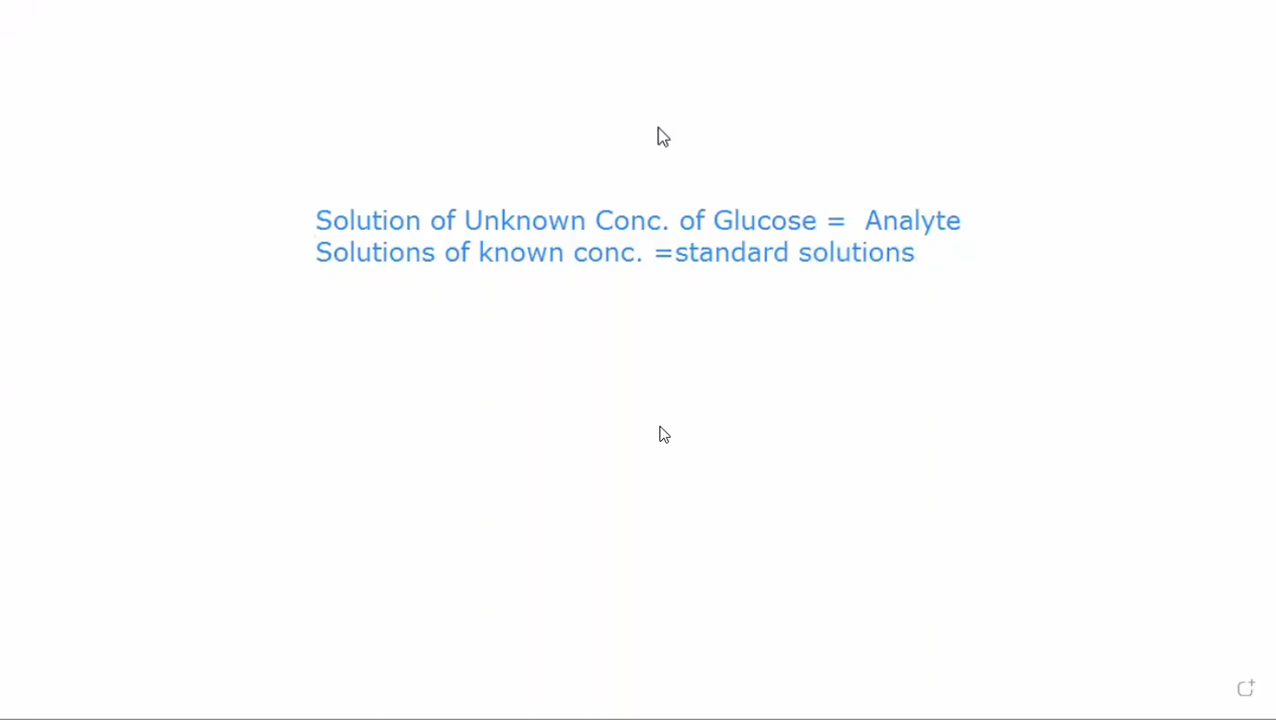 Solution of Unknown Conc. of Glucose =  Analyte
Solutions of known conc. =standard solutions